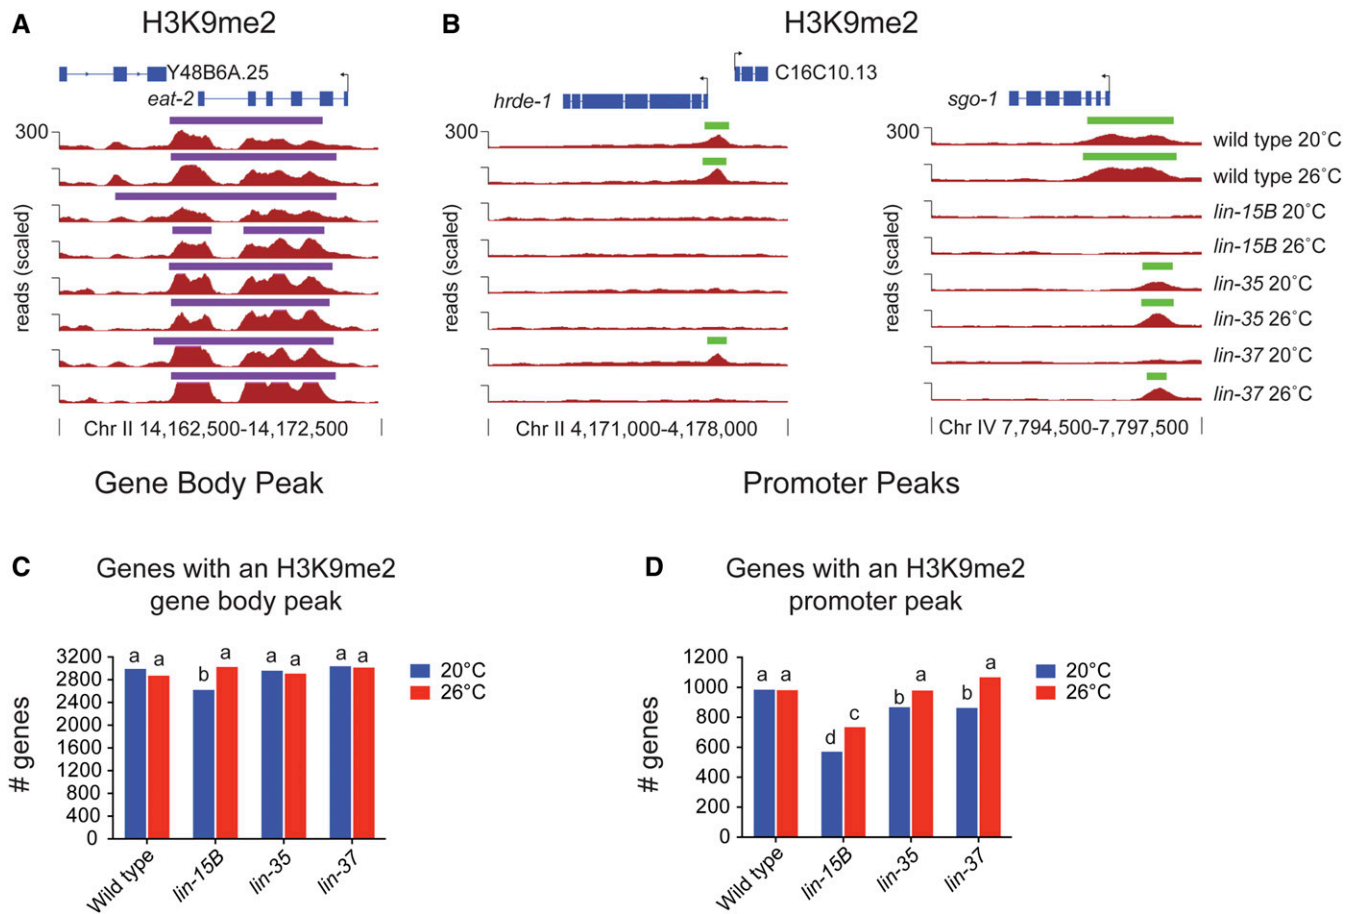 A
H3K9me2
Y48B6A.25
eat-2
300
reads (scaled)
Chr II 14,162,500-14,172,500
Gene Body Peak
B
H3K9me2
C16C10.13
hrde-1
sgo-1
300
300
reads (scaled)
wild type 20˚C
wild type 26˚C
lin-15B 20˚C
lin-15B 26˚C
lin-35 20˚C
lin-35 26˚C
lin-37 20˚C
lin-37 26˚C
Chr II 4,171,000-4,178,000
Chr IV 7,794,500-7,797,500
Promoter Peaks
C
Genes with an H3K9me2
gene body peak
# genes
3200
2800
2400
2000
1600
1200
800
400
0
a a b a a a a a
20°C
26°C
Wild type
lin-15B
lin-35
lin-37
D
Genes with an H3K9me2
promoter peak
# genes
1200
1000
800
600
400
200
0
a a d c b a b a
20°C
26°C
Wild type
lin-15B
lin-35
lin-37